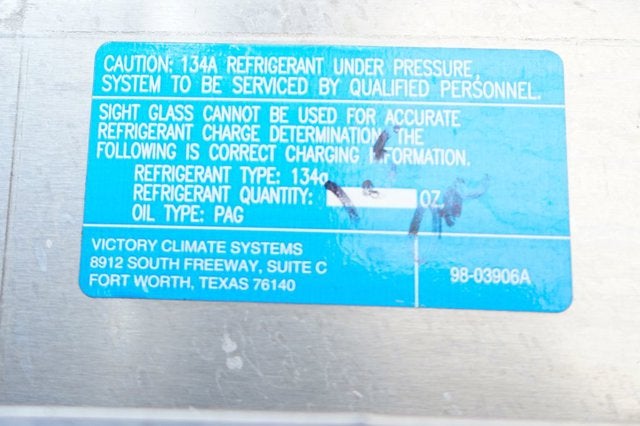 CAUTION: 134A REFRIGERANT UNDER PRESSURE,
SYSTEM TO BE SERVICED BY QUALIFIED PERSONNEL.
SIGHT GLASS CANNOT BE USED FOR ACCURATE
REFRIGERANT CHARGE DETERMINATION, THE
FOLLOWING IS CORRECT CHARGING INFORMATION.
REFRIGERANT TYPE: 134a
REFRIGERANT QUANTITY: OZ.
OIL TYPE: PAG
VICTORY CLIMATE SYSTEMS
8912 SOUTH FREEWAY, SUITE C
FORT WORTH, TEXAS 76140
98-03906A